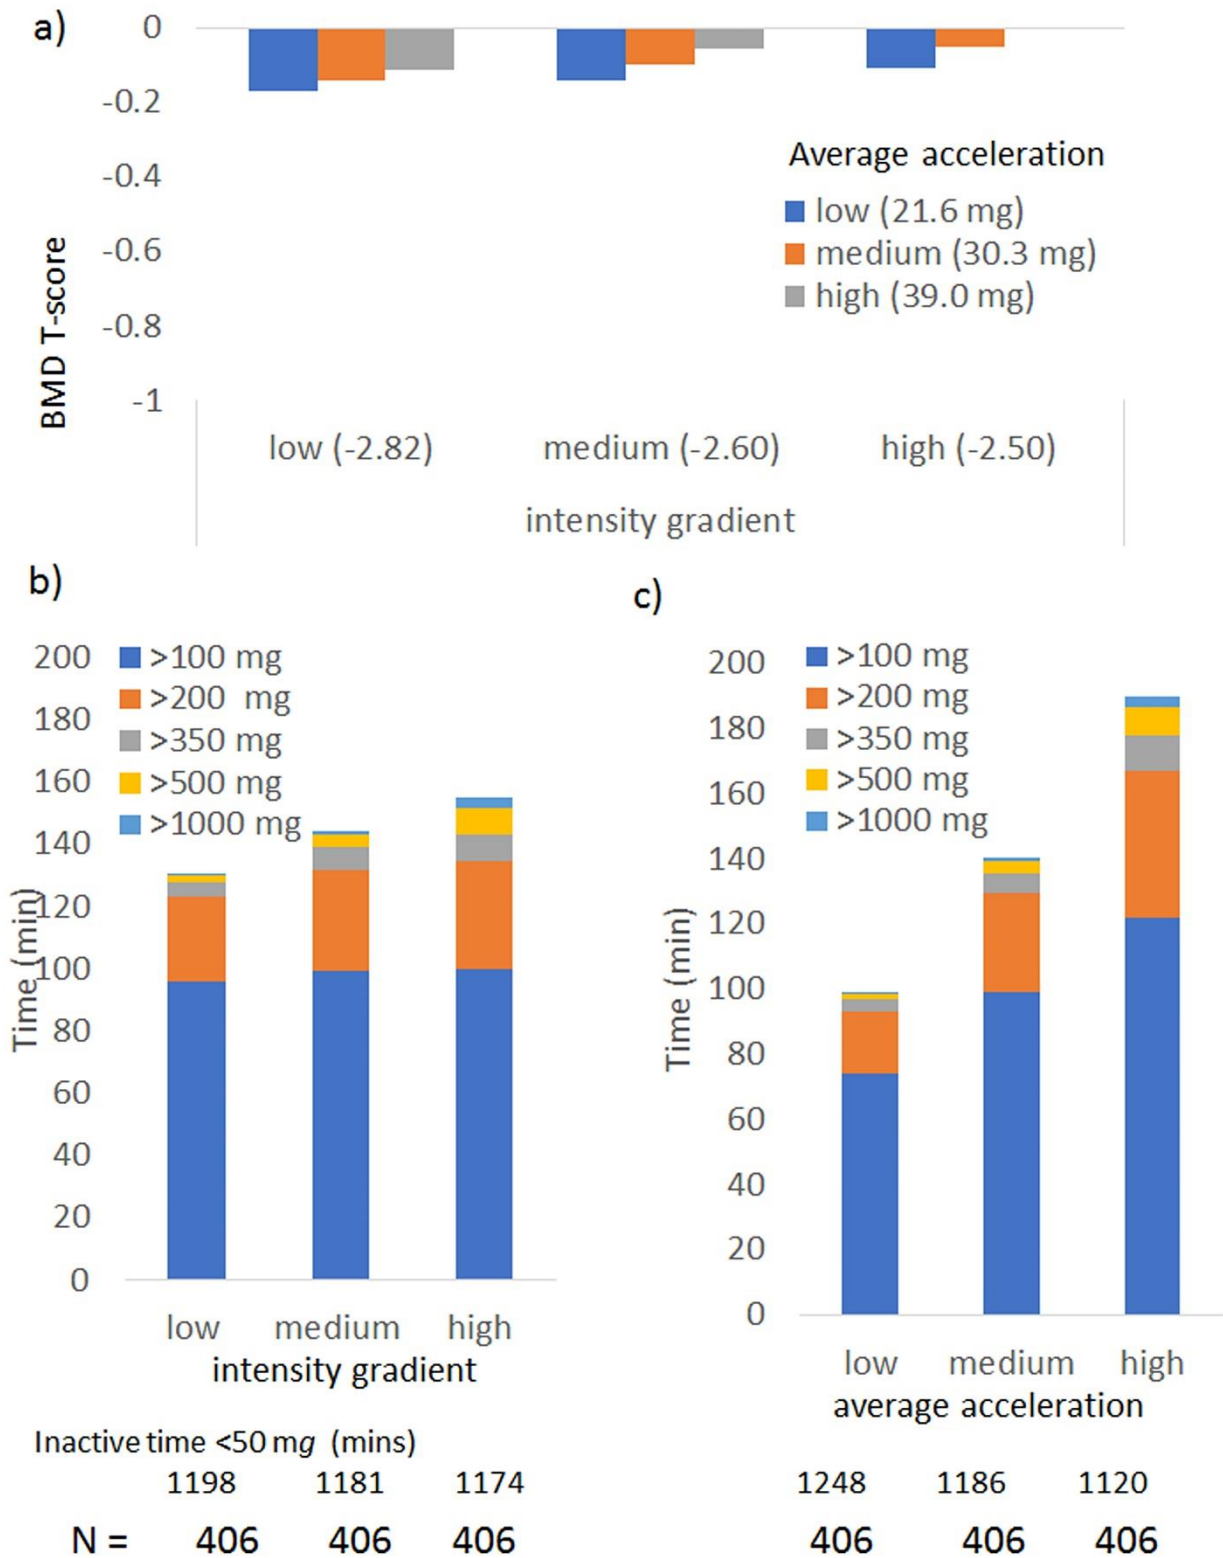 a)
0
-0.2
-0.4
-0.6
-0.8
-1
BMD T-score
Average acceleration
low (21.6 mg)
medium (30.3 mg)
high (39.0 mg)
low (-2.82) medium (-2.60) high (-2.50)
intensity gradient
b)
200
180
160
140
120
100
80
60
40
20
0
Time (min)
>100 mg
>200 mg
>350 mg
>500 mg
>1000 mg
low medium high
intensity gradient
c)
200
180
160
140
120
100
80
60
40
20
0
Time (min)
>100 mg
>200 mg
>350 mg
>500 mg
>1000 mg
low medium high
average acceleration
Inactive time <50 mg (mins)
1198 1181 1174 1248 1186 1120
N = 406 406 406 406 406 406